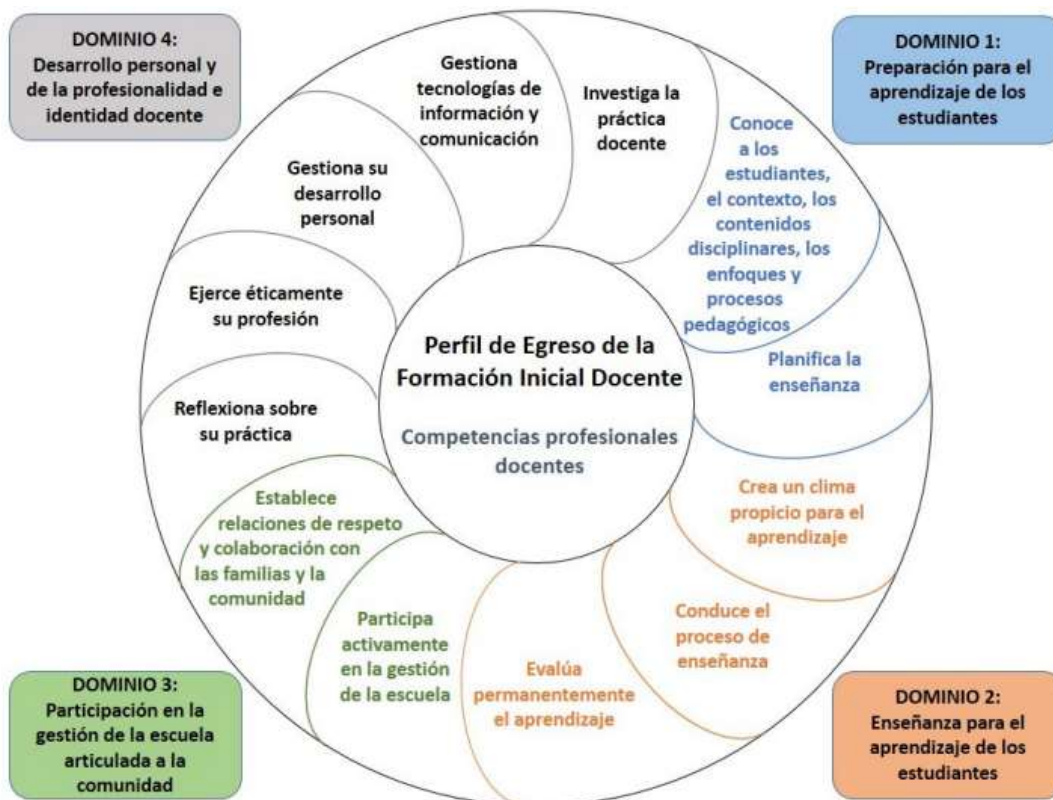 DOMINIO 4:
Desarrollo personal y
de la profesionalidad e
identidad docente
DOMINIO 1:
Preparación para el
aprendizaje de los
estudiantes
Gestiona
tecnologías de
información y
comunicación
Investiga la
práctica
docente
Conoce
a los
estudiantes,
el contexto, los
contenidos
disciplinares, los
enfoques y
procesos
pedagógicos
Planifica la
enseñanza
Crea un clima
propicio para el
aprendizaje
Conduce el
proceso de
enseñanza
Evalúa
permanentemente
el aprendizaje
Participa
activamente
en la gestión
de la escuela
Establece
relaciones de respeto
y colaboración con
las familias y la
comunidad
Reflexiona sobre
su práctica
Ejerce éticamente
su profesión
Gestiona su
desarrollo
personal
Perfil de Egreso de la
Formación Inicial Docente
Competencias profesionales
docentes
DOMINIO 3:
Participación en la
gestión de la escuela
articulada a la
comunidad
DOMINIO 2:
Enseñanza para el
aprendizaje de los
estudiantes